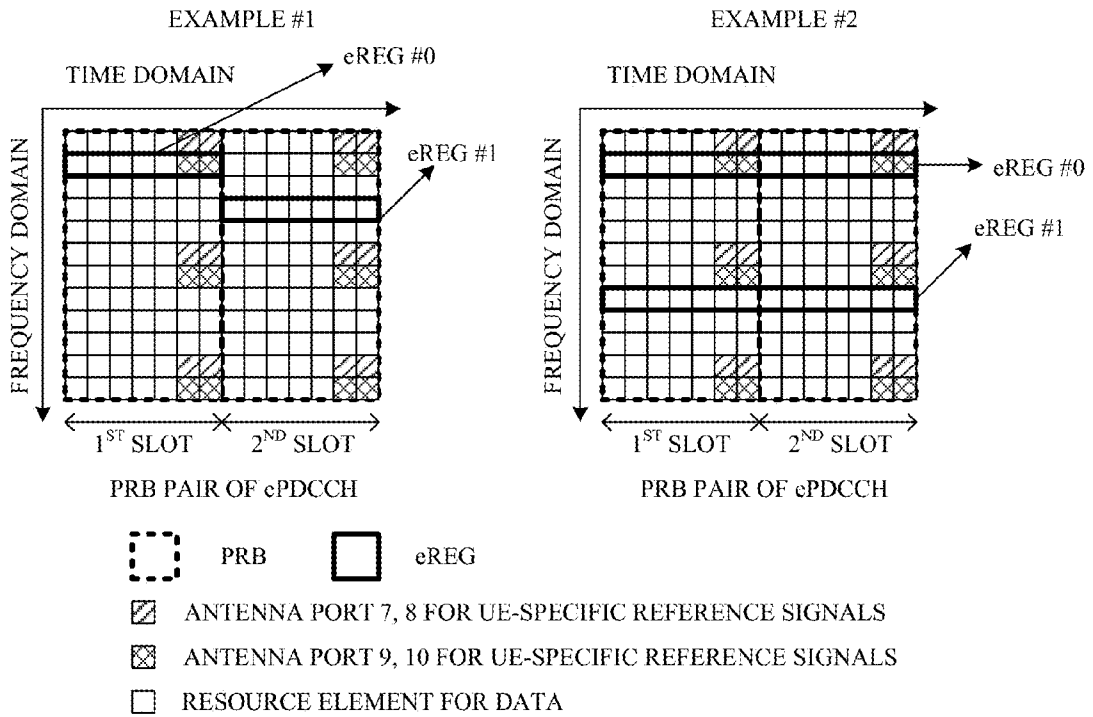 EXAMPLE #1
EXAMPLE #2
eREG #0
TIME DOMAIN
TIME DOMAIN
eREG #1
eREG #0
eREG #1
FREQUENCY DOMAIN
FREQUENCY DOMAIN
1ST SLOT
2ND SLOT
1ST SLOT
2ND SLOT
PRB PAIR OF ePDCCH
PRB PAIR OF ePDCCH
PRB
eREG
ANTENNA PORT 7, 8 FOR UE-SPECIFIC REFERENCE SIGNALS
ANTENNA PORT 9, 10 FOR UE-SPECIFIC REFERENCE SIGNALS
RESOURCE ELEMENT FOR DATA